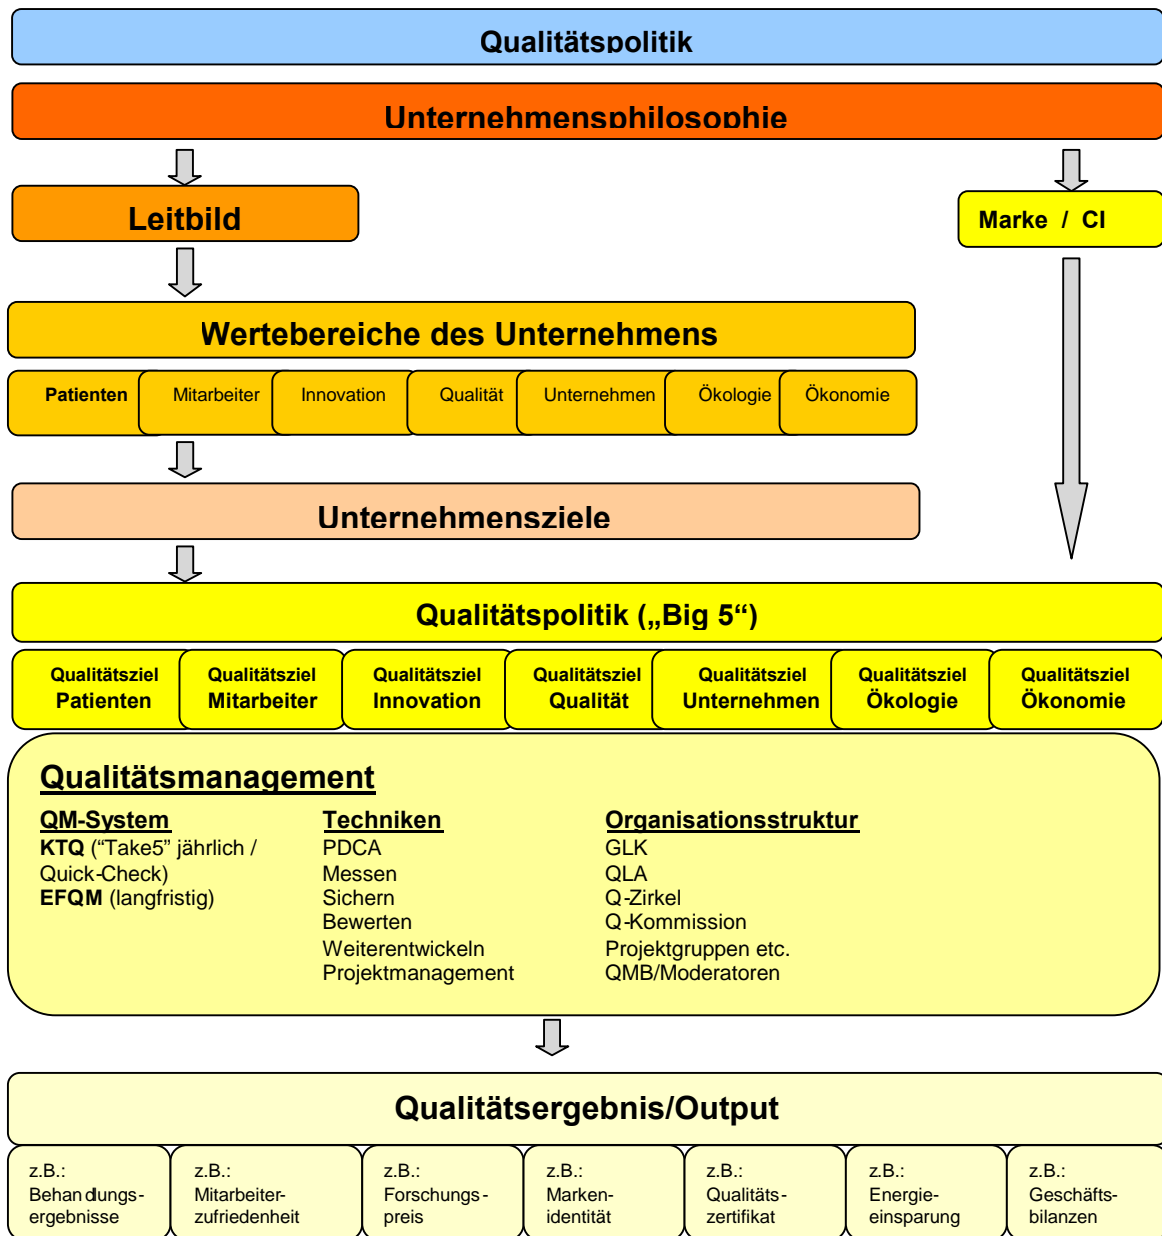 Qualitätspolitik
Unternehmensphilosophie
Leitbild
Marke / CI
Wertebereiche des Unternehmens
Patienten Mitarbeiter Innovation Qualität Unternehmen Ökologie Ökonomie
Unternehmensziele
Qualitätspolitik („Big 5“)
Qualitätsziel Qualitätsziel Qualitätsziel Qualitätsziel Qualitätsziel Qualitätsziel Qualitätsziel
Patienten Mitarbeiter Innovation Qualität Unternehmen Ökologie Ökonomie
Qualitätsmanagement
QM-System
KTQ (“Take5” jährlich /
Quick-Check)
EFQM (langfristig)
Techniken
PDCA
Messen
Sichern
Bewerten
Weiterentwickeln
Projektmanagement
Organisationsstruktur
GLK
QLA
Q-Zirkel
Q-Kommission
Projektgruppen etc.
QMB/Moderatoren
Qualitätsergebnis/Output
z.B.:
Behandlungs-
ergebnisse
z.B.:
Mitarbeiter-
zufriedenheit
z.B.:
Forschungs-
preis
z.B.:
Marken-
identität
z.B.:
Qualitäts-
zertifikat
z.B.:
Energie-
einsparung
z.B.:
Geschäfts-
bilanzen